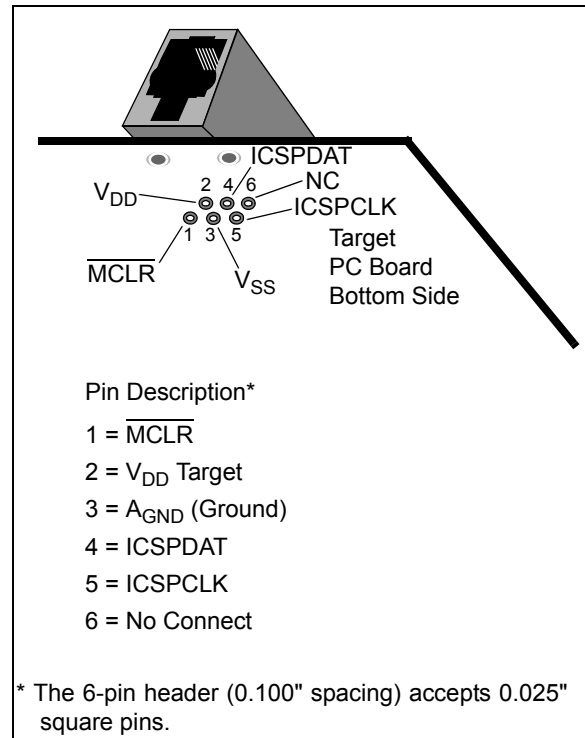 ICSPDAT
2 4 6 NC
VDD
ICSPCLK
1 3 5
Target
MCLR
VSS
PC Board
Bottom Side
Pin Description*
1 = MCLR
2 = VDD Target
3 = AGND (Ground)
4 = ICSPDAT
5 = ICSPCLK
6 = No Connect
* The 6-pin header (0.100" spacing) accepts 0.025"
square pins.